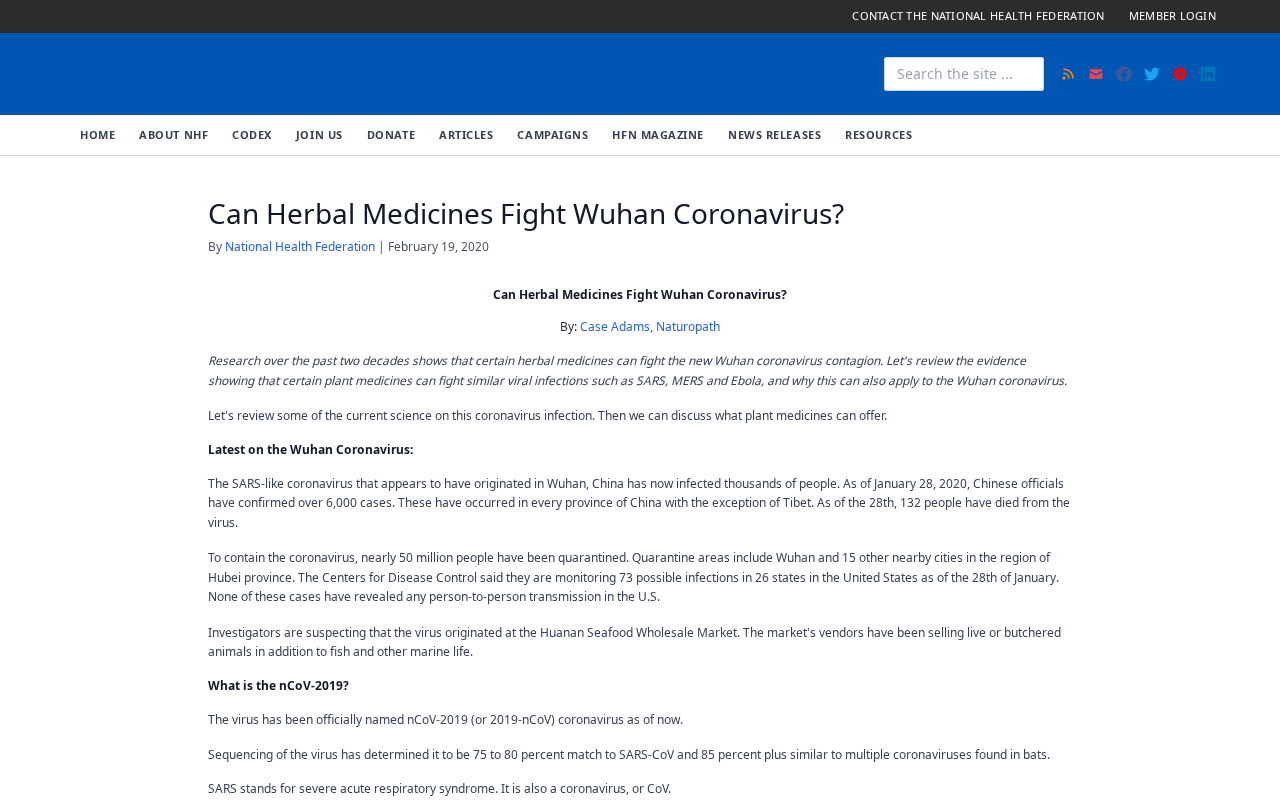 CONTACT THE NATIONAL HEALTH FEDERATION MEMBER LOGIN
Search the site ...
HOME ABOUT NHF CODEX JOIN US DONATE ARTICLES CAMPAIGNS HFN MAGAZINE NEWS RELEASES RESOURCES
Can Herbal Medicines Fight Wuhan Coronavirus?
By National Health Federation | February 19, 2020
Can Herbal Medicines Fight Wuhan Coronavirus?
By: Case Adams, Naturopath
Research over the past two decades shows that certain herbal medicines can fight the new Wuhan coronavirus contagion. Let's review the evidence
showing that certain plant medicines can fight similar viral infections such as SARS, MERS and Ebola, and why this can also apply to the Wuhan coronavirus.
Let's review some of the current science on this coronavirus infection. Then we can discuss what plant medicines can offer.
Latest on the Wuhan Coronavirus:
The SARS-like coronavirus that appears to have originated in Wuhan, China has now infected thousands of people. As of January 28, 2020, Chinese officials
have confirmed over 6,000 cases. These have occurred in every province of China with the exception of Tibet. As of the 28th, 132 people have died from the
virus.
To contain the coronavirus, nearly 50 million people have been quarantined. Quarantine areas include Wuhan and 15 other nearby cities in the region of
Hubei province. The Centers for Disease Control said they are monitoring 73 possible infections in 26 states in the United States as of the 28th of January.
None of these cases have revealed any person-to-person transmission in the U.S.
Investigators are suspecting that the virus originated at the Huanan Seafood Wholesale Market. The market's vendors have been selling live or butchered
animals in addition to fish and other marine life.
What is the nCoV-2019?
The virus has been officially named nCoV-2019 (or 2019-nCoV) coronavirus as of now.
Sequencing of the virus has determined it to be 75 to 80 percent match to SARS-CoV and 85 percent plus similar to multiple coronaviruses found in bats.
SARS stands for severe acute respiratory syndrome. It is also a coronavirus, or CoV.